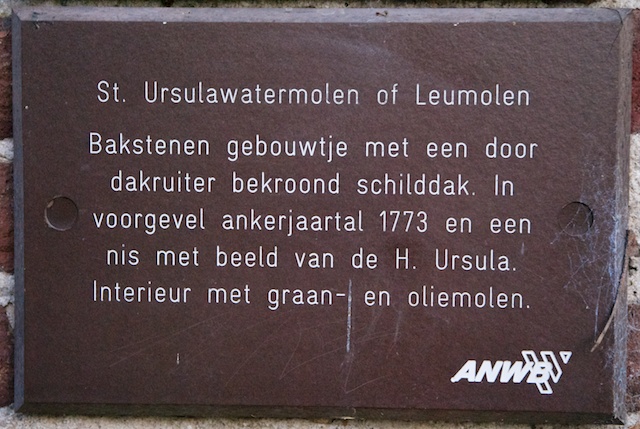 St. Ursulawatermolen of Leumolen
Bakstenen gebouwtje met een door
dakruiter bekroond schilddak. In
voorgevel ankerjaartal 1773 en een
nis met beeld van de H. Ursula.
Interieur met graan- en oliemolen.
ANWB